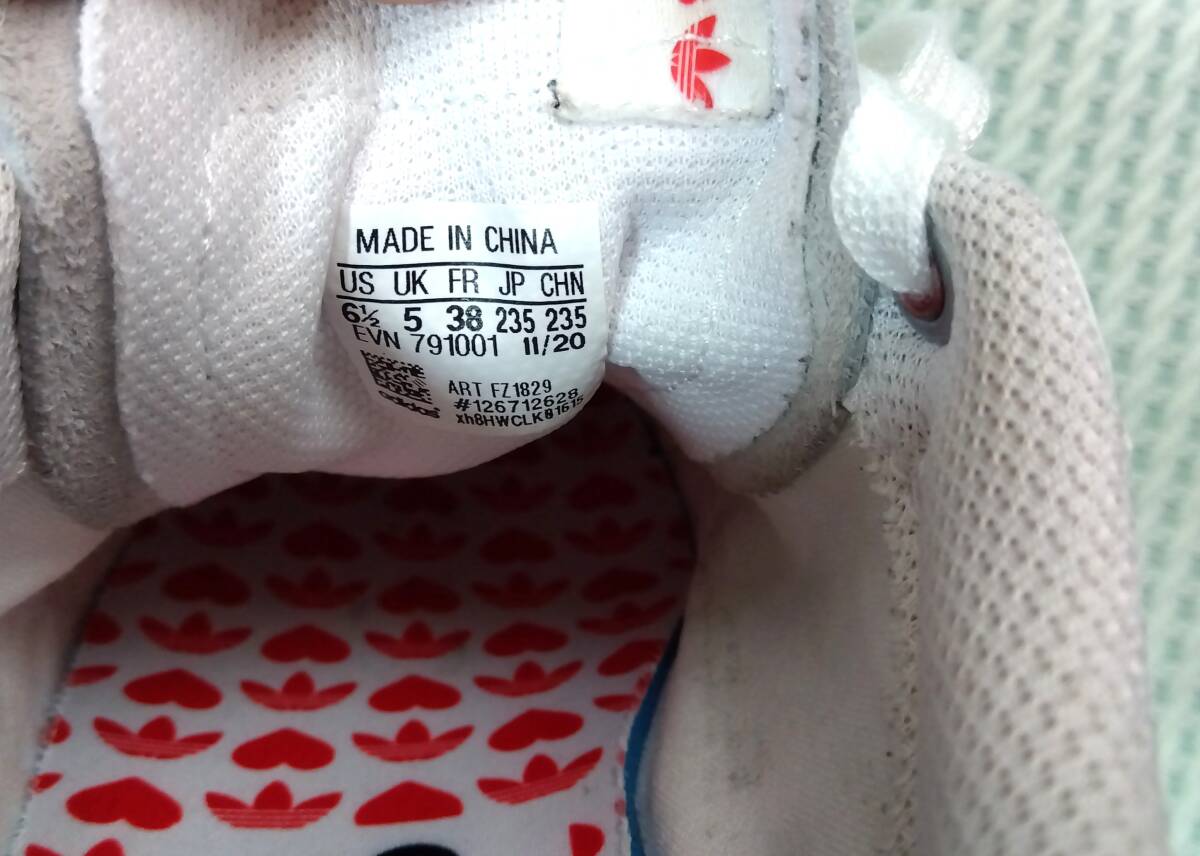 MADE IN CHINA
US UK FR JP CHN
6½ 5 38 235 235
EVN 791001 11/20
ART FZ1829
#126712628
xh8HWCLK81615
adidas